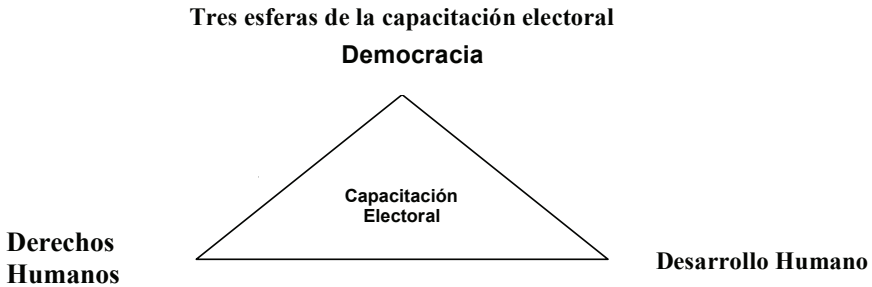 Tres esferas de la capacitación electoral
Democracia
Capacitación
Electoral
Derechos
Humanos
Desarrollo Humano